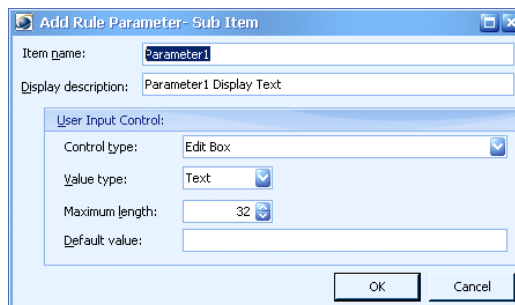 Add Rule Parameter- Sub Item
Item name: Parameter1
Display description: Parameter1 Display Text
User Input Control:
Control type: Edit Box
Value type: Text
Maximum length: 32
Default value:
OK Cancel